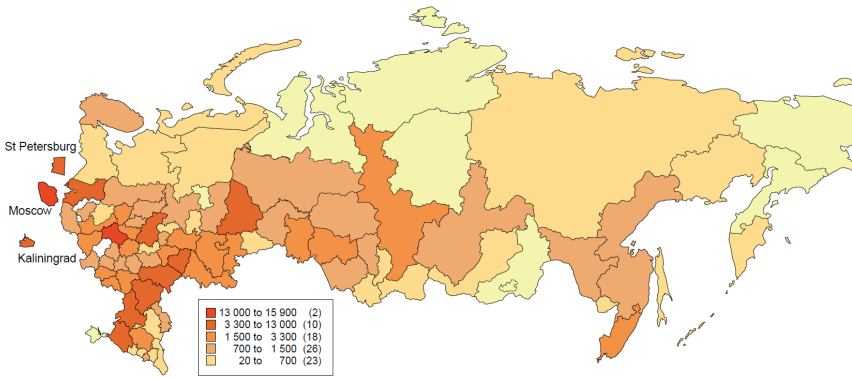 St Petersburg
Moscow
Kaliningrad
13 000 to 15 900 (2)
3 300 to 13 000 (10)
1 500 to 3 300 (18)
700 to 1 500 (26)
20 to 700 (23)